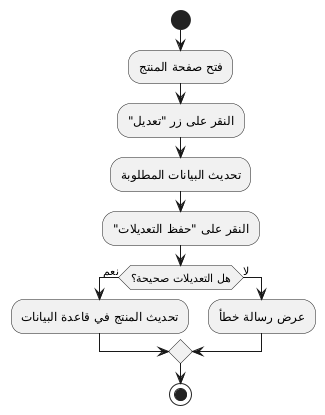 فتح صفحة المنتج
النقر على زر "تعديل"
تحديث البيانات المطلوبة
النقر على "حفظ التعديلات"
هل التعديلات صحيحة؟
نعم
لا
تحديث المنتج في قاعدة البيانات
عرض رسالة خطأ